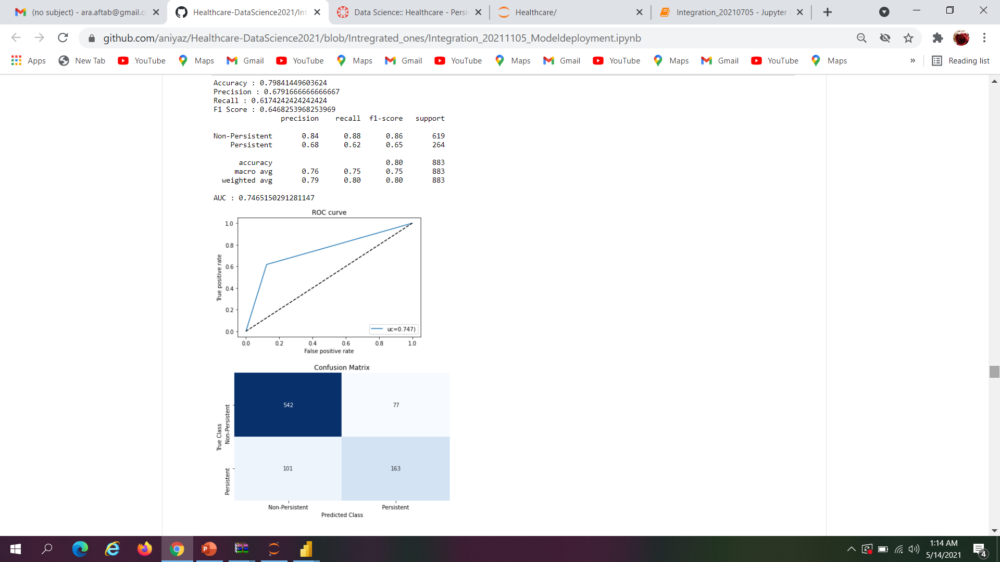 (no subject) - ara.aftab@gmail.c
Healthcare-DataScience2021/Int
Data Science:: Healthcare - Persi
Healthcare/
Integration_20210705 - Jupyter
github.com/aniyaz/Healthcare-DataScience2021/blob/Intregrated_ones/Integration_20211105_Modeldeployment.ipynb
Apps New Tab YouTube Maps Gmail YouTube Maps Gmail YouTube Maps Gmail YouTube Maps Gmail YouTube Maps » Reading list
Accuracy : 0.79841449603624
Precision : 0.6791666666666667
Recall : 0.6174242424242424
F1 Score : 0.6468253968253969
precision recall f1-score support
Non-Persistent 0.84 0.88 0.86 619
Persistent 0.68 0.62 0.65 264
accuracy 0.80 883
macro avg 0.76 0.75 0.75 883
weighted avg 0.79 0.80 0.80 883
AUC : 0.7465150291281147
ROC curve
1.0
0.8
0.6
0.4
0.2
0.0
True positive rate
uc=0.747)
0.0 0.2 0.4 0.6 0.8 1.0
False positive rate
Confusion Matrix
542 77
101 163
True Class
Non-Persistent
Persistent
Non-Persistent Persistent
Predicted Class
1:14 AM
5/14/2021
4